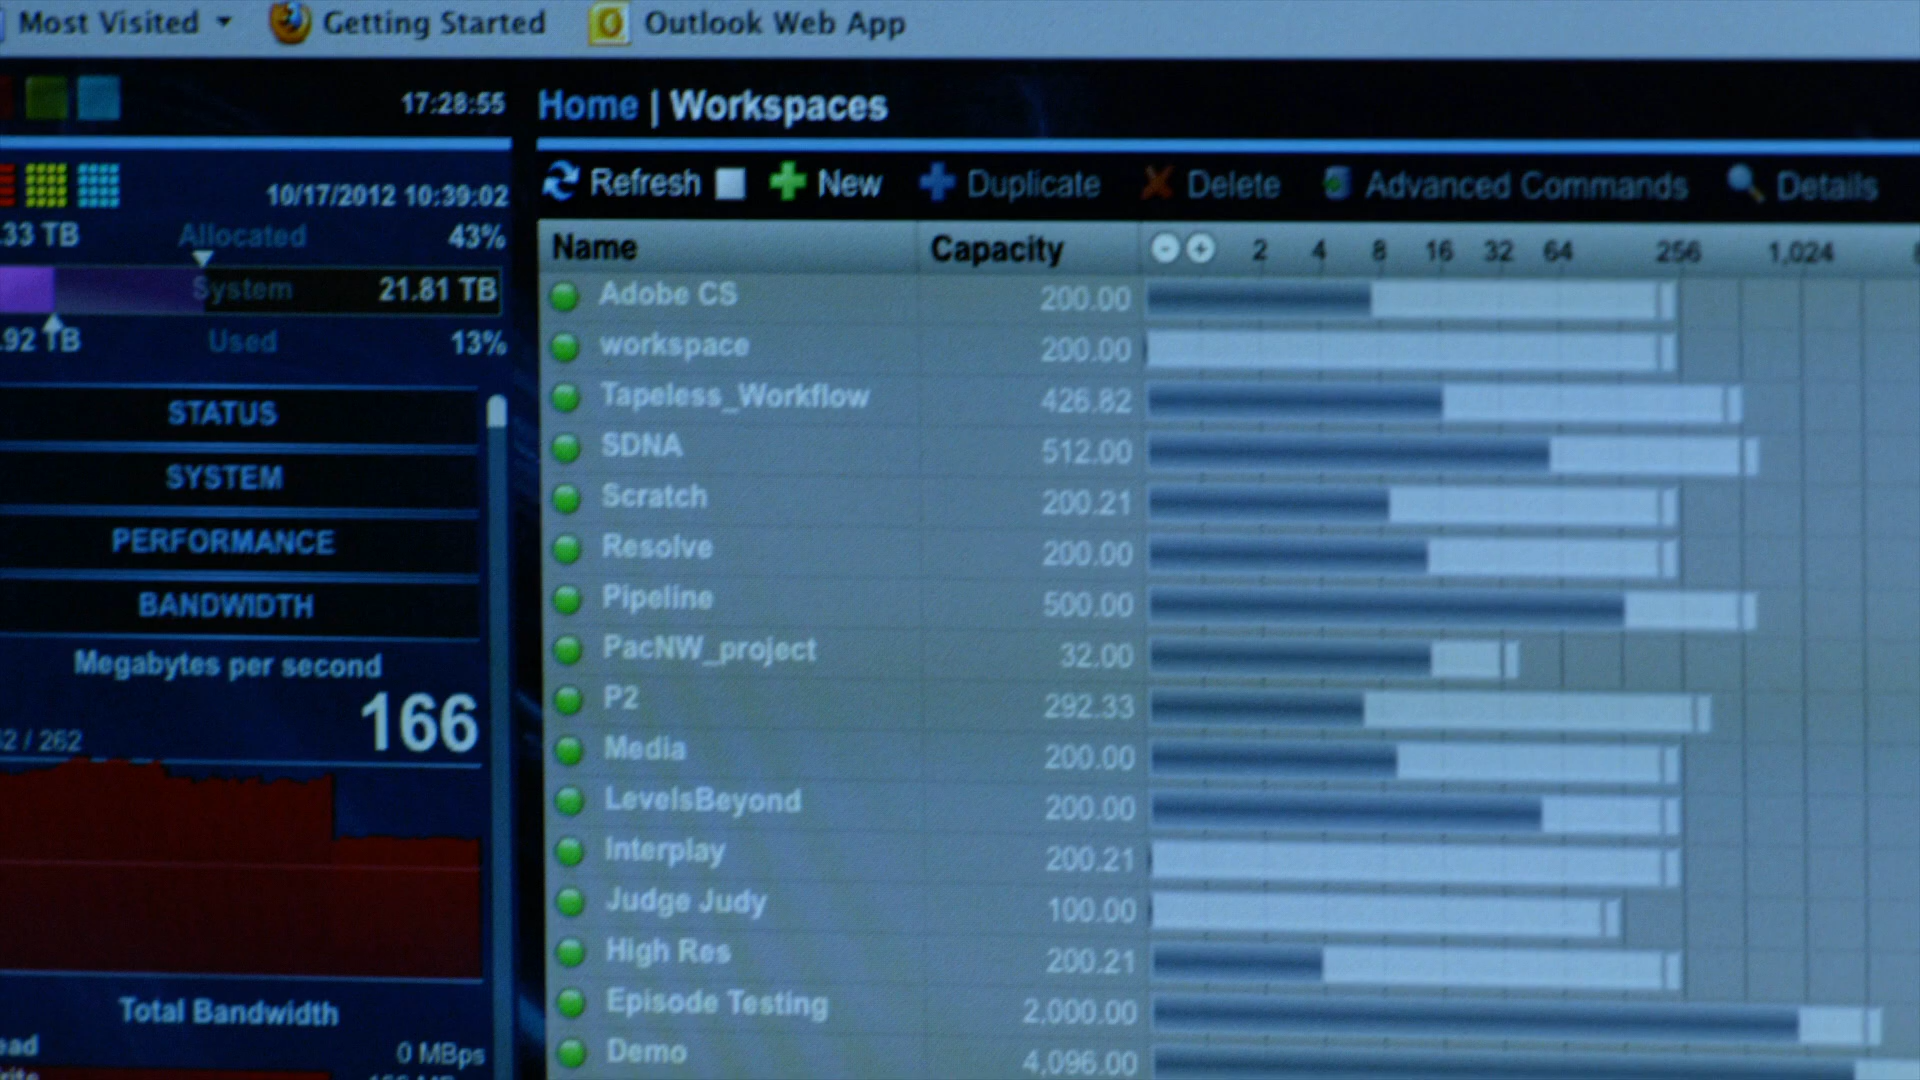 Most Visited Getting Started Outlook Web App
17:28:55
10/17/2012 10:39:02
.33 TB Allocated 43%
System 21.81 TB
.92 TB Used 13%
STATUS
SYSTEM
PERFORMANCE
BANDWIDTH
Megabytes per second
166
2 / 262
Total Bandwidth
ead 0 MBps
Home | Workspaces
Refresh New Duplicate Delete Advanced Commands Details
Name Capacity - + 2 4 8 16 32 64 256 1,024
Adobe CS 200.00
workspace 200.00
Tapeless_Workflow 426.82
SDNA 512.00
Scratch 200.21
Resolve 200.00
Pipeline 500.00
PacNW_project 32.00
P2 292.33
Media 200.00
LevelsBeyond 200.00
Interplay 200.21
Judge Judy 100.00
High Res 200.21
Episode Testing 2,000.00
Demo 4,096.00